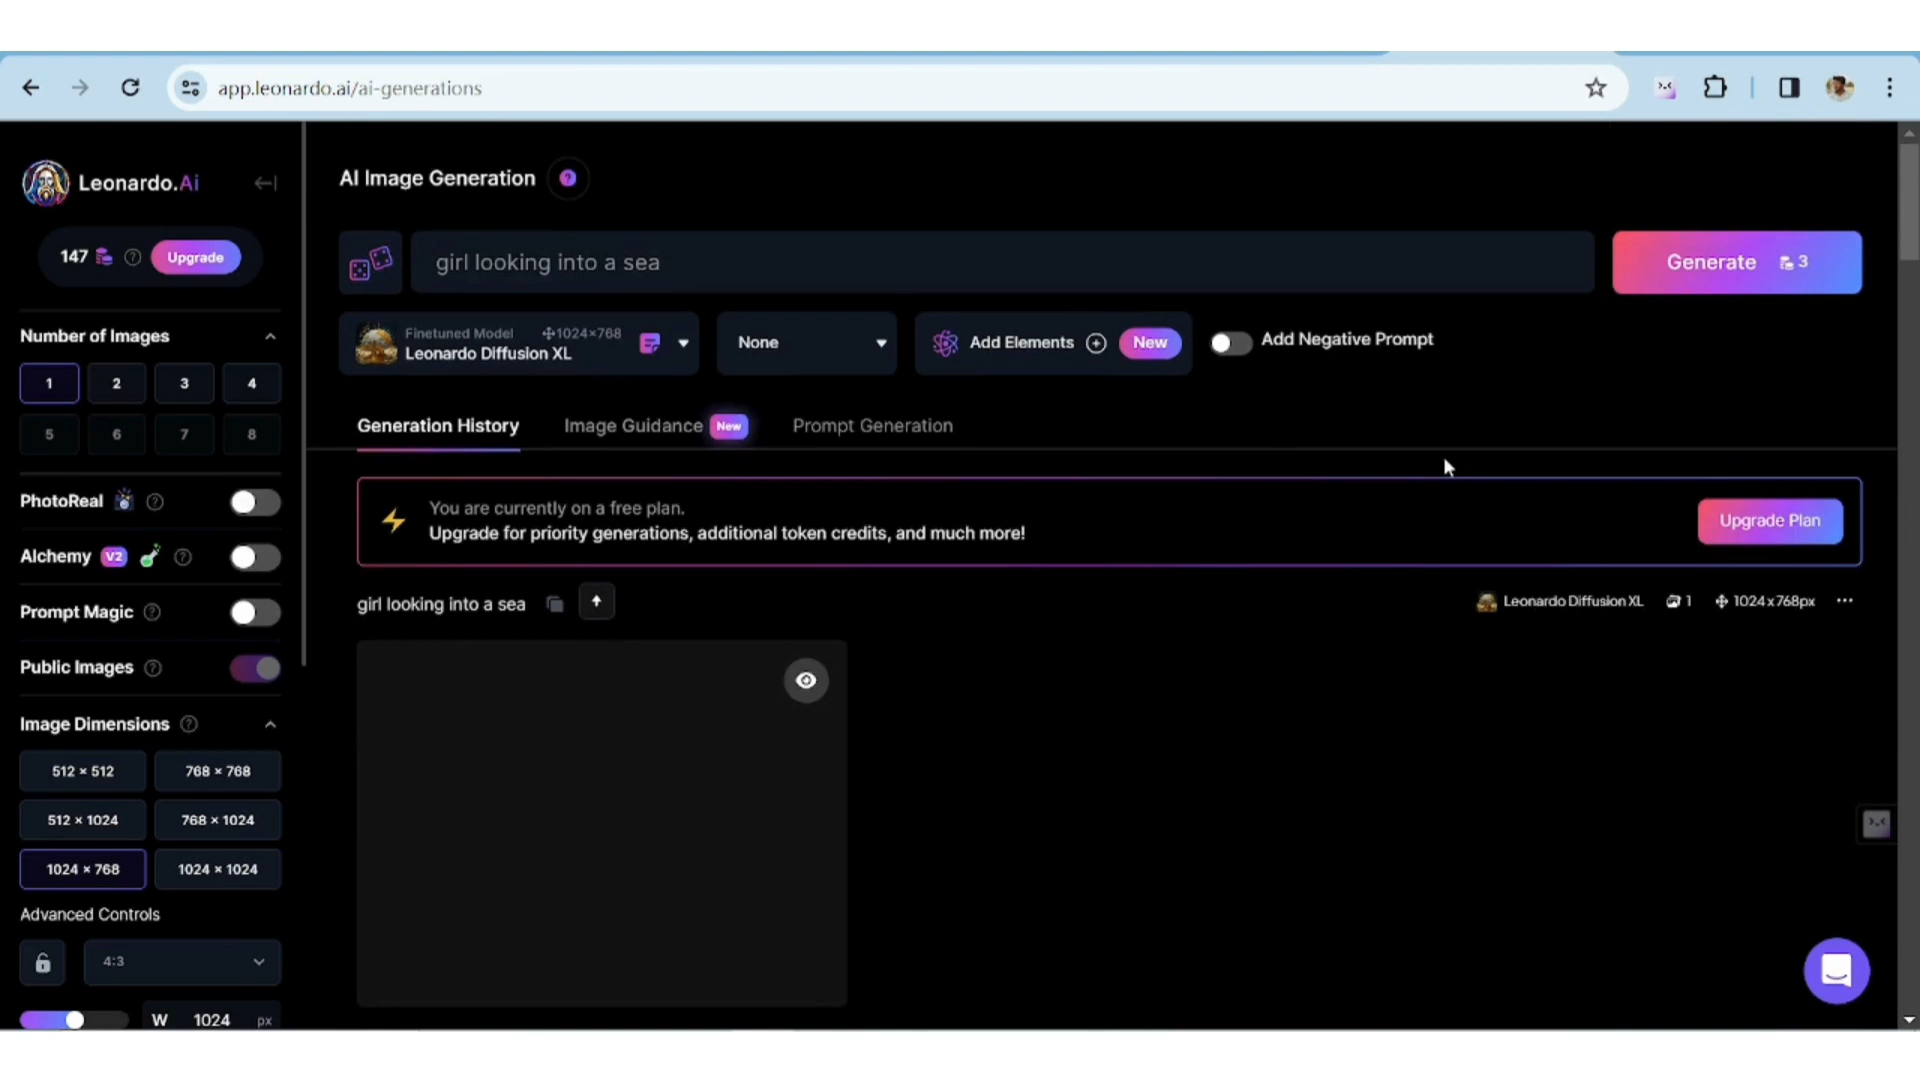 app.leonardo.ai/ai-generations
Leonardo.Ai
147 Upgrade
Number of Images
1 2 3 4
5 6 7 8
PhotoReal
Alchemy V2
Prompt Magic
Public Images
Image Dimensions
512 × 512 768 × 768
512 × 1024 768 × 1024
1024 × 768 1024 × 1024
Advanced Controls
4:3
W 1024 px
AI Image Generation ?
girl looking into a sea
Generate 3
Finetuned Model 1024×768
Leonardo Diffusion XL
None
Add Elements New
Add Negative Prompt
Generation History Image Guidance New Prompt Generation
You are currently on a free plan.
Upgrade for priority generations, additional token credits, and much more!
Upgrade Plan
girl looking into a sea
Leonardo Diffusion XL 1 1024x768px